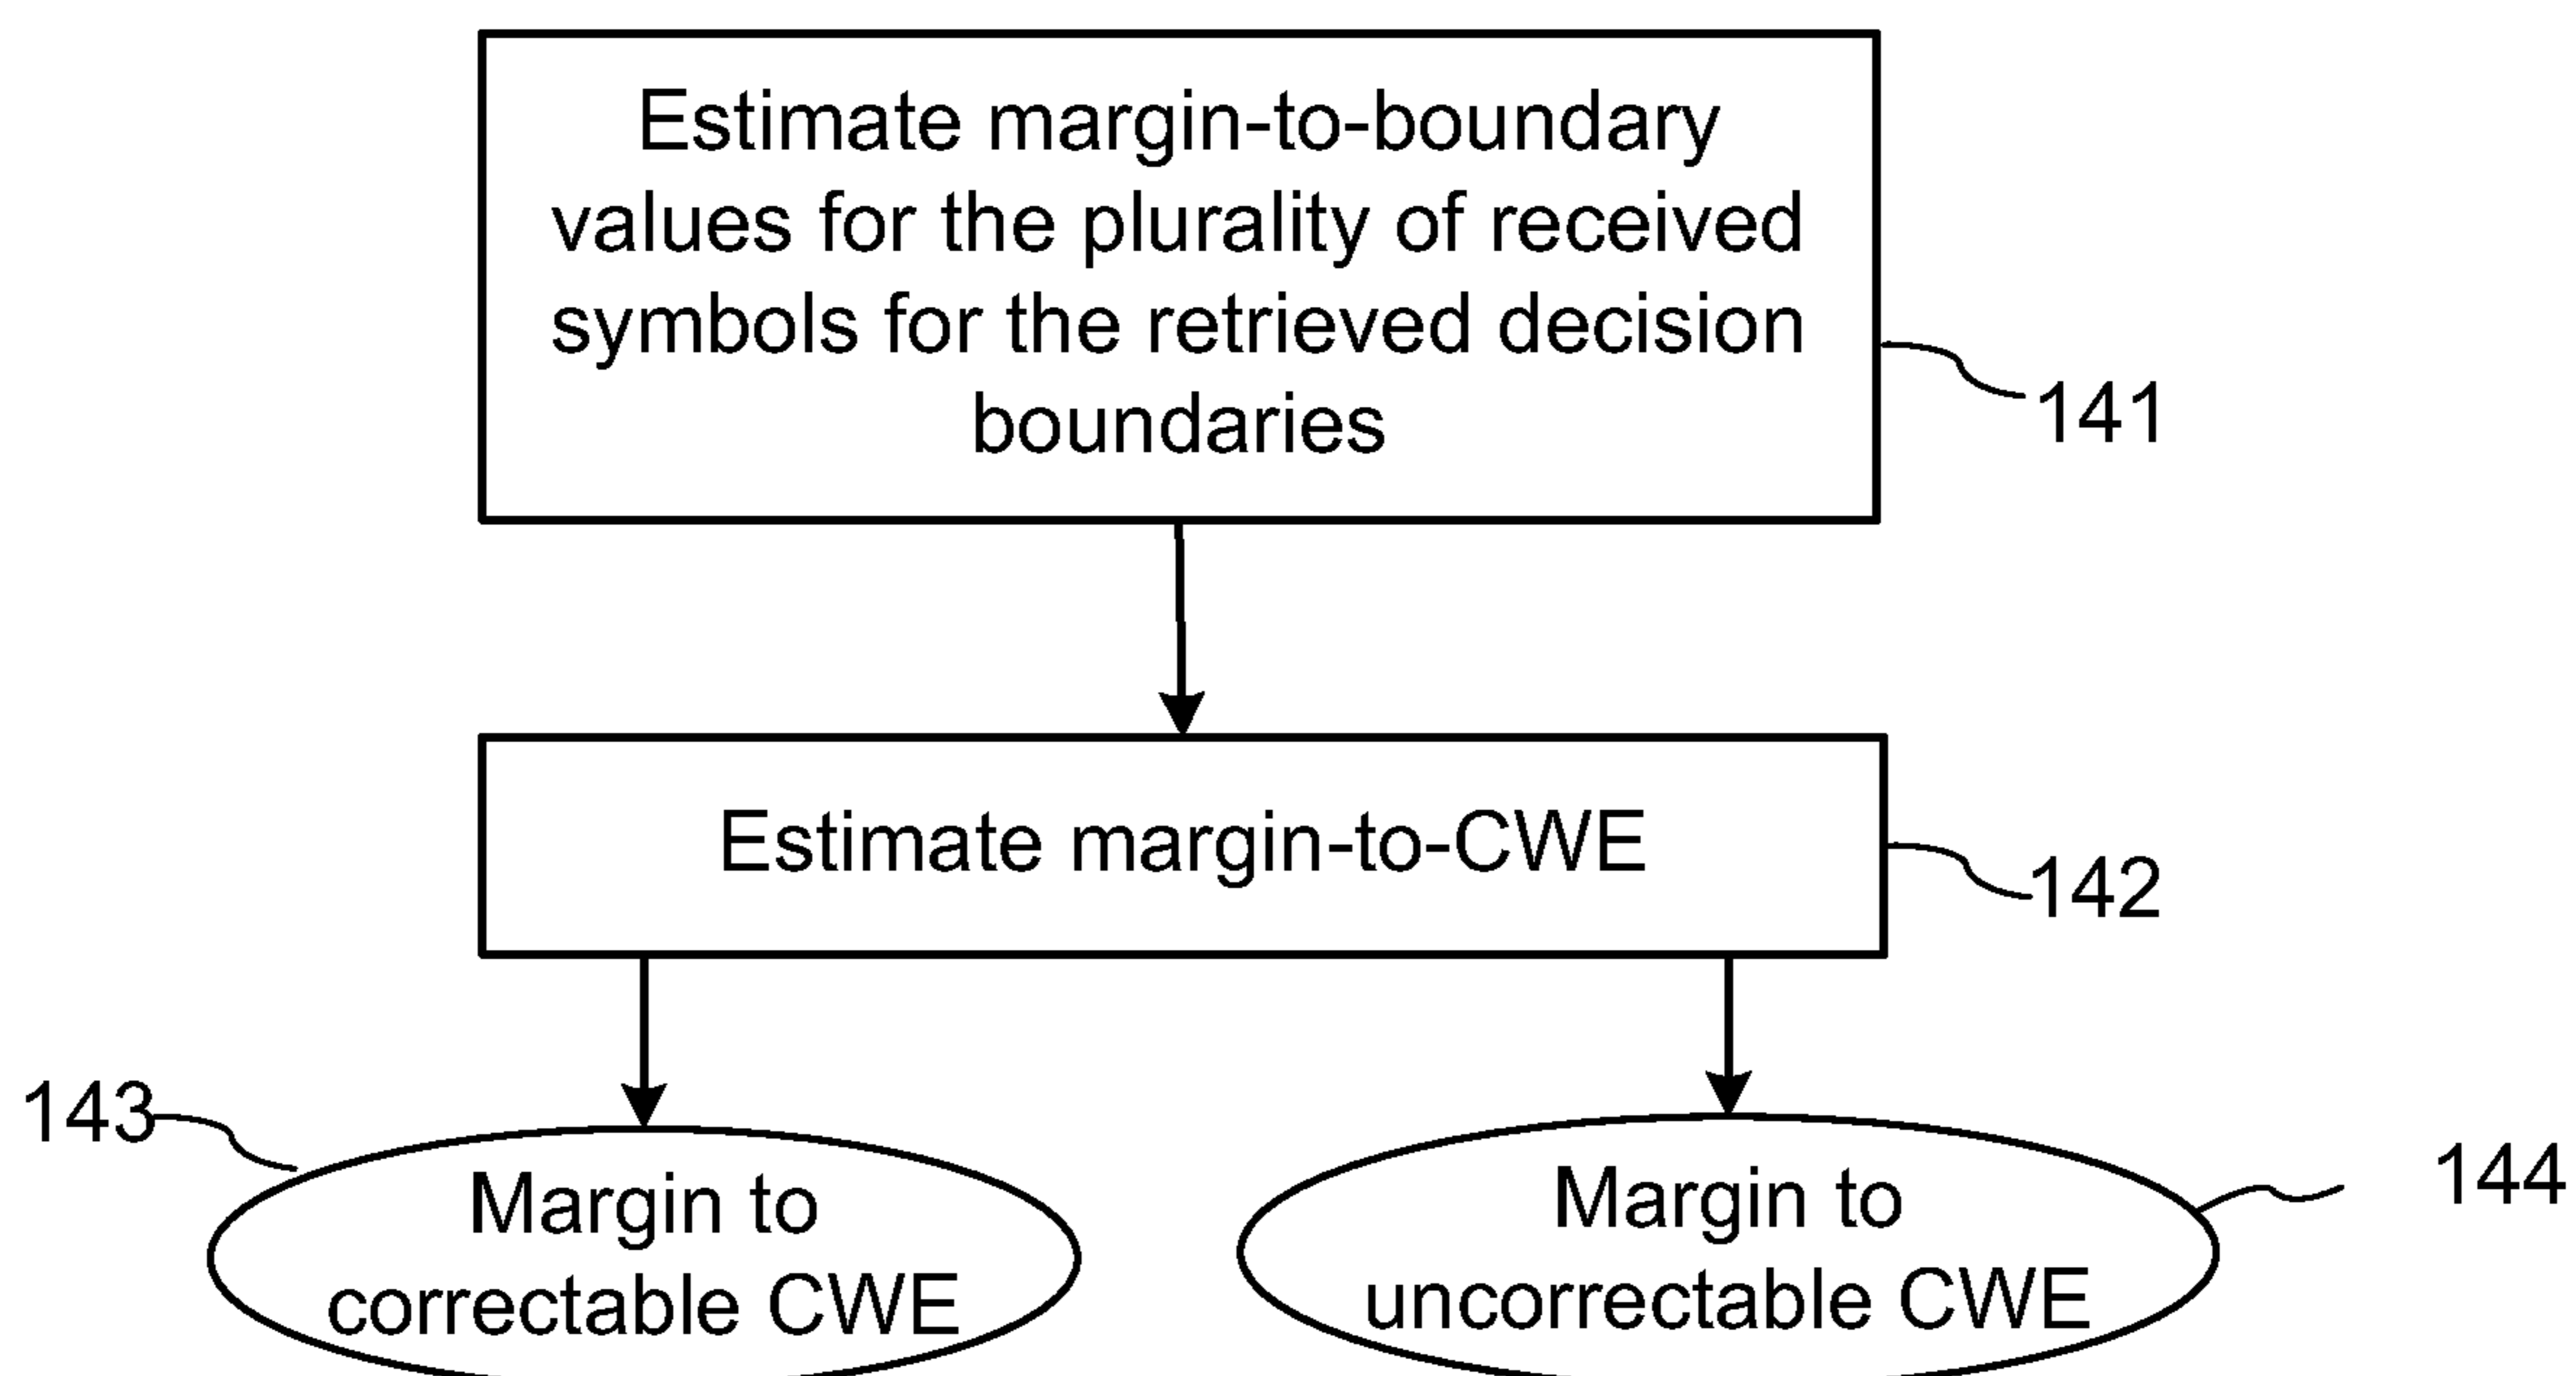 Estimate margin-to-boundary
values for the plurality of received
symbols for the retrieved decision
boundaries
141
Estimate margin-to-CWE
142
143
Margin to
correctable CWE
Margin to
uncorrectable CWE
144